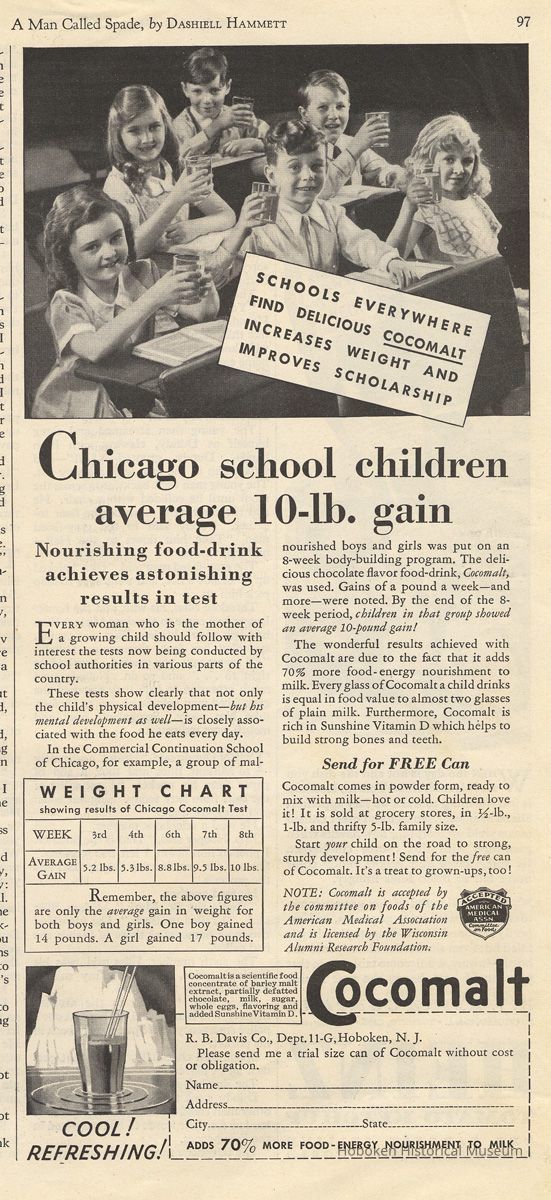 A Man Called Spade, by DASHIELL HAMMETT
97
SCHOOLS EVERYWHERE
FIND DELICIOUS COCOMALT
INCREASES WEIGHT AND
IMPROVES SCHOLARSHIP
Chicago school children
average 10-lb. gain
Nourishing food-drink
achieves astonishing
results in test
EVERY woman who is the mother of
a growing child should follow with
interest the tests now being conducted by
school authorities in various parts of the
country.
These tests show clearly that not only
the child's physical development—but his
mental development as well—is closely asso-
ciated with the food he eats every day.
In the Commercial Continuation School
of Chicago, for example, a group of mal-
nourished boys and girls was put on an
8-week body-building program. The deli-
cious chocolate flavor food-drink, Cocomalt,
was used. Gains of a pound a week—and
more—were noted. By the end of the 8-
week period, children in that group showed
an average 10-pound gain!
The wonderful results achieved with
Cocomalt are due to the fact that it adds
70% more food-energy nourishment to
milk. Every glass of Cocomalt a child drinks
is equal in food value to almost two glasses
of plain milk. Furthermore, Cocomalt is
rich in Sunshine Vitamin D which helps to
build strong bones and teeth.
WEIGHT CHART
showing results of Chicago Cocomalt Test
WEEK 3rd 4th 6th 7th 8th
AVERAGE
GAIN 5.2 lbs. 5.3 lbs. 8.8 lbs. 9.5 lbs. 10 lbs.
Remember, the above figures
are only the average gain in weight for
both boys and girls. One boy gained
14 pounds. A girl gained 17 pounds.
Send for FREE Can
Cocomalt comes in powder form, ready to
mix with milk—hot or cold. Children love
it! It is sold at grocery stores, in ½-lb.,
1-lb. and thrifty 5-lb. family size.
Start your child on the road to strong,
sturdy development! Send for the free can
of Cocomalt. It's a treat to grown-ups, too!
NOTE: Cocomalt is accepted by
the committee on foods of the
American Medical Association
and is licensed by the Wisconsin
Alumni Research Foundation.
ACCEPTED
AMERICAN
MEDICAL
ASSN.
Committee
on Foods
Cocomalt is a scientific food
concentrate of barley malt
extract, partially defatted
chocolate, milk, sugar,
whole eggs, flavoring and
added Sunshine Vitamin D.
Cocomalt
R. B. Davis Co., Dept. 11-G, Hoboken, N. J.
Please send me a trial size can of Cocomalt without cost
or obligation.
Name
Address
City State
ADDS 70% MORE FOOD-ENERGY NOURISHMENT TO MILK
COOL!
REFRESHING!
Hoboken Historical Museum